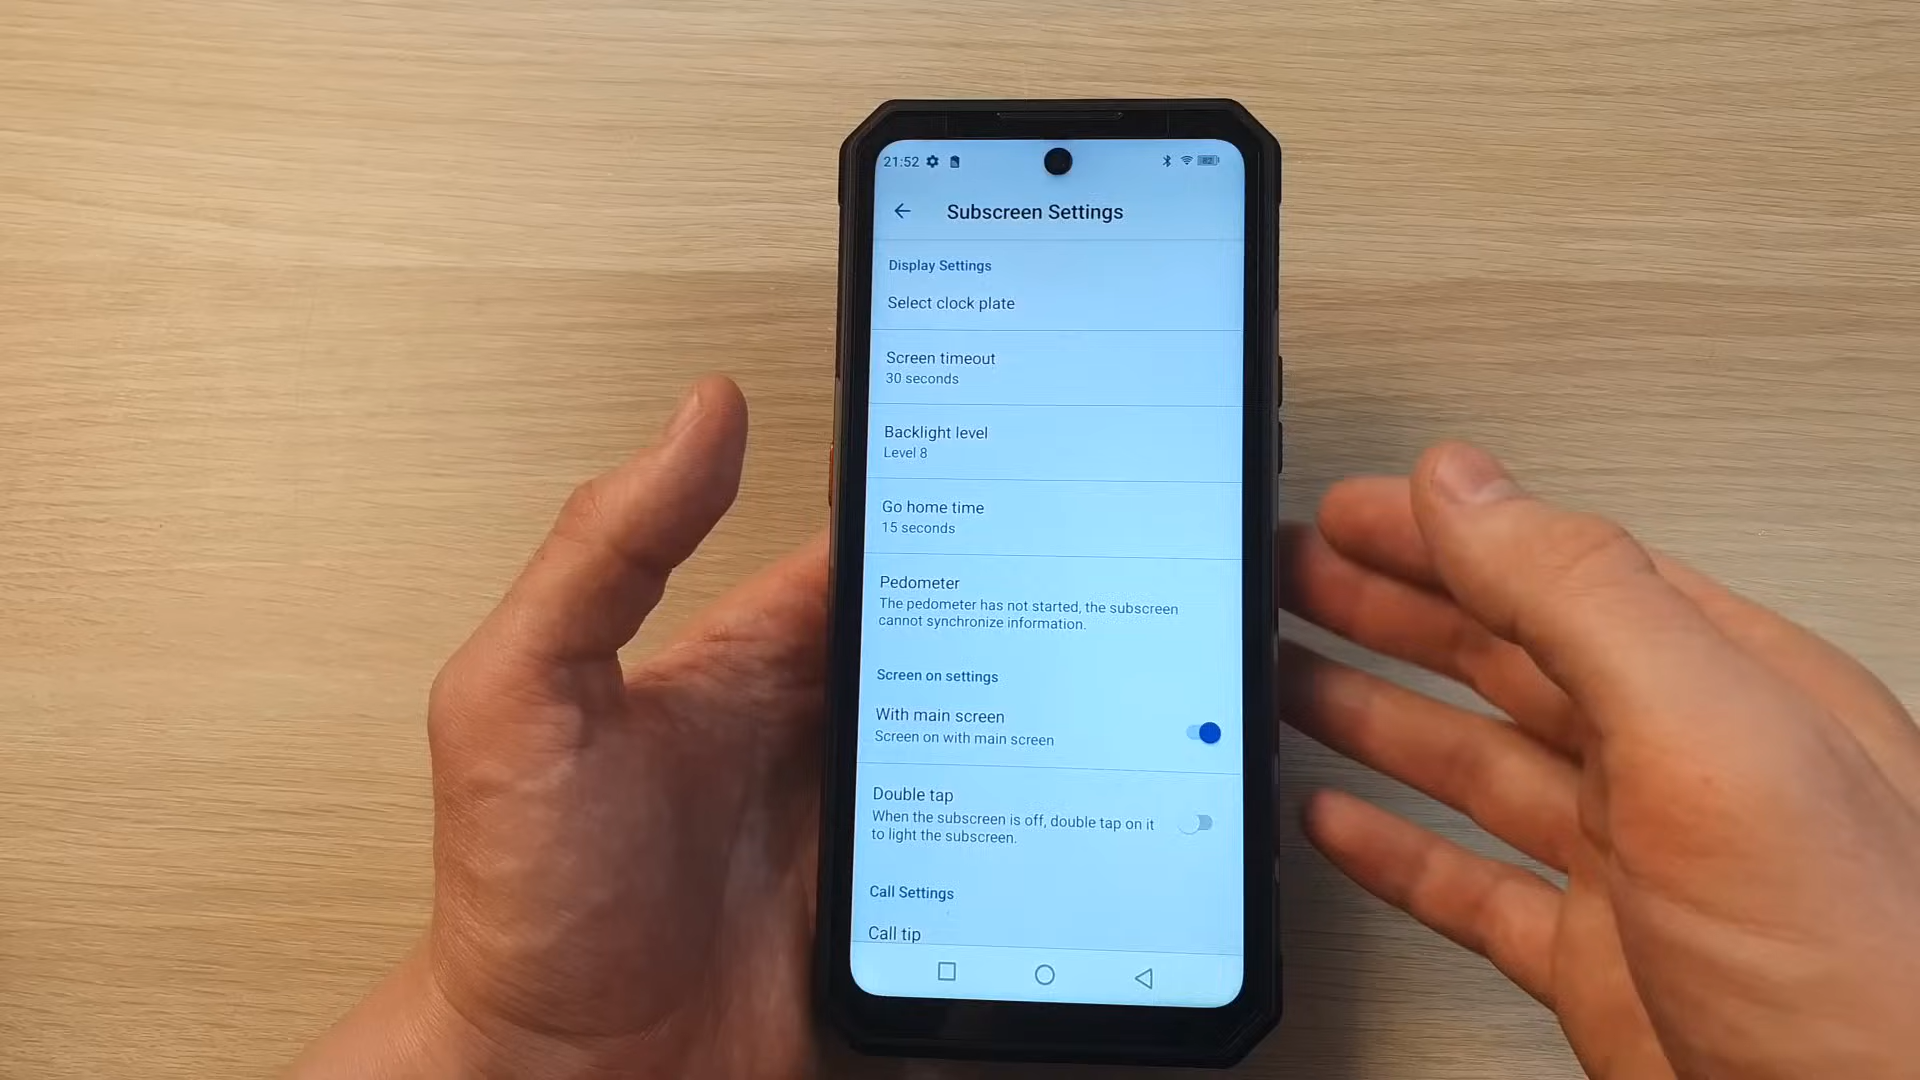 21:52
82
Subscreen Settings
Display Settings
Select clock plate
Screen timeout
30 seconds
Backlight level
Level 8
Go home time
15 seconds
Pedometer
The pedometer has not started, the subscreen
cannot synchronize information.
Screen on settings
With main screen
Screen on with main screen
Double tap
When the subscreen is off, double tap on it
to light the subscreen.
Call Settings
Call tip